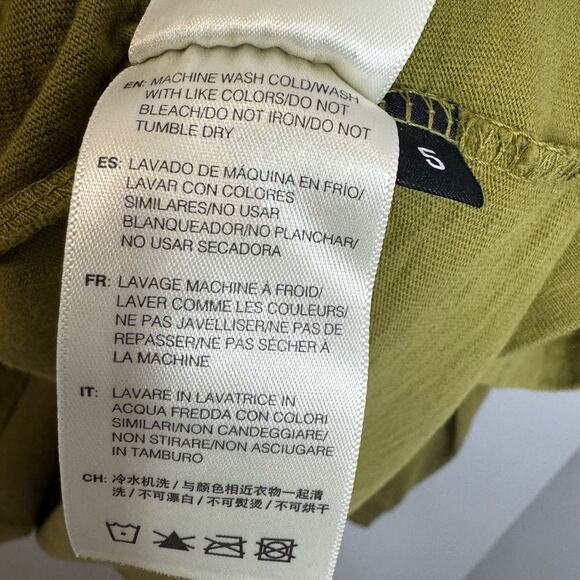 EN: MACHINE WASH COLD/WASH
WITH LIKE COLORS/DO NOT
BLEACH/DO NOT IRON/DO NOT
TUMBLE DRY
5
ES: LAVADO DE MÁQUINA EN FRÍO/
LAVAR CON COLORES
SIMILARES/NO USAR
BLANQUEADOR/NO PLANCHAR/
NO USAR SECADORA
FR: LAVAGE MACHINE À FROID/
LAVER COMME LES COULEURS/
NE PAS JAVELLISER/NE PAS DE
REPASSER/NE PAS SÉCHER À
LA MACHINE
IT: LAVARE IN LAVATRICE IN
ACQUA FREDDA CON COLORI
SIMILARI/NON CANDEGGIARE/
NON STIRARE/NON ASCIUGARE
IN TAMBURO
CH: 冷水机洗/与颜色相近衣物一起清
洗/不可漂白/不可熨烫/不可烘干